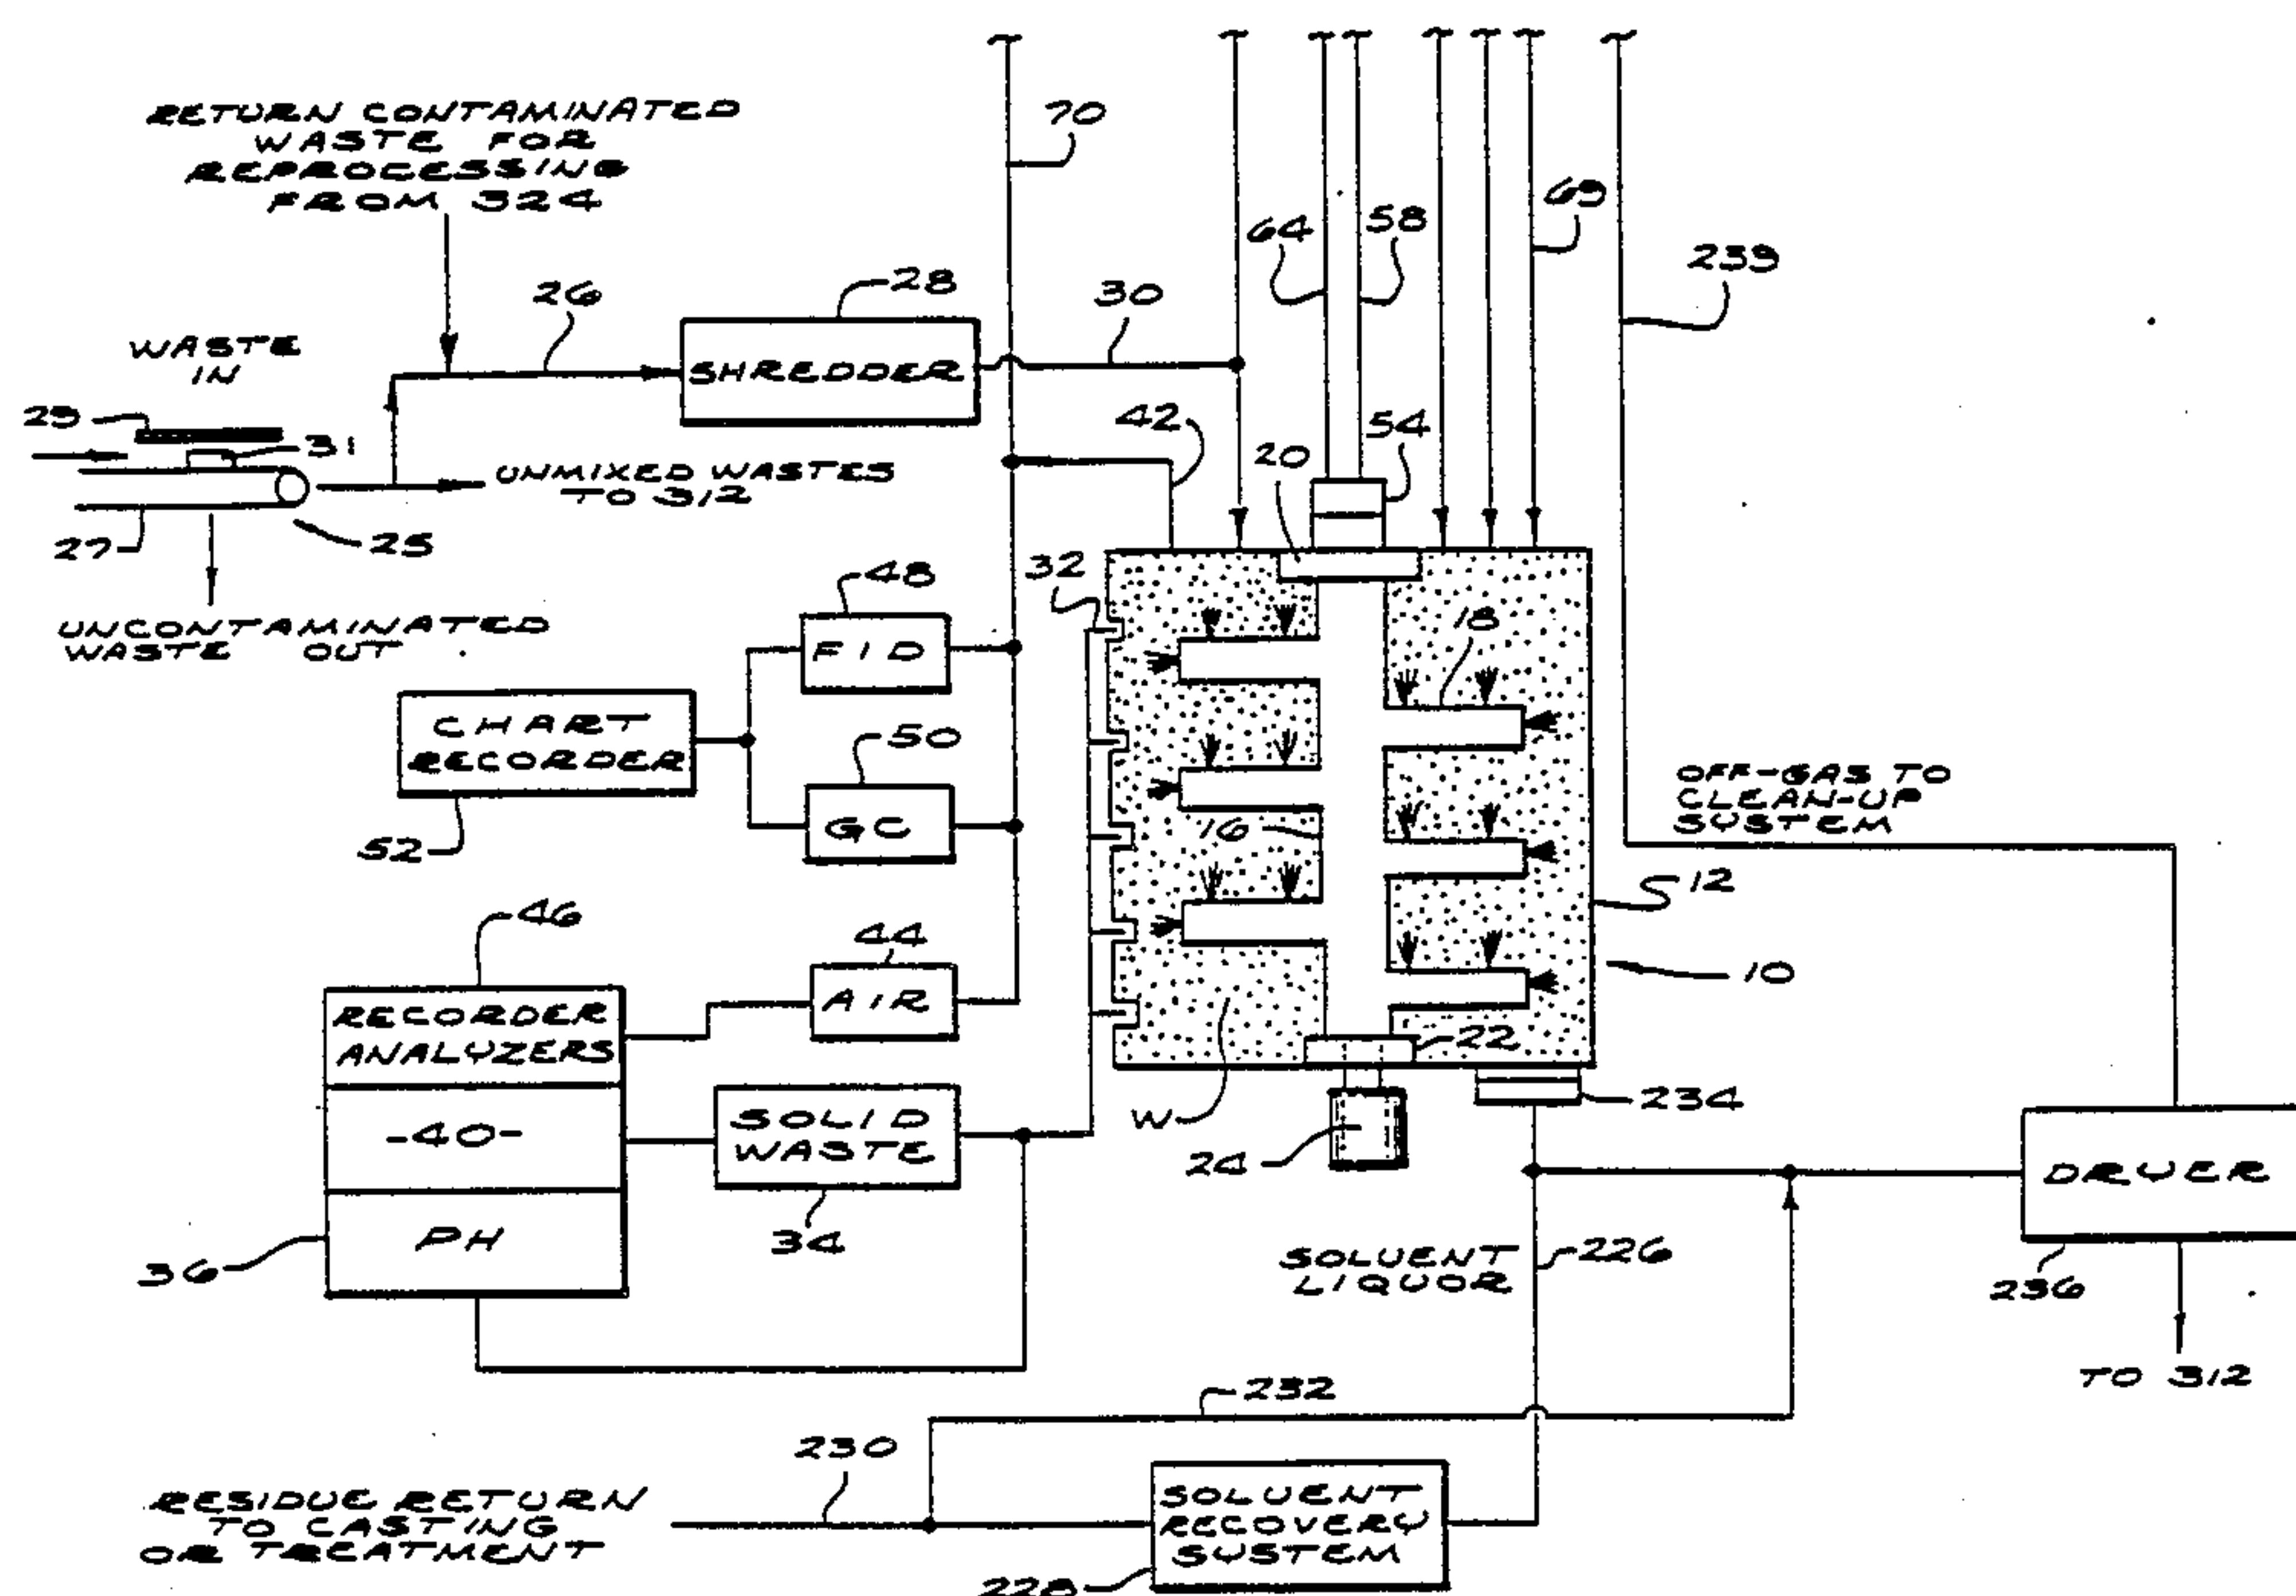 RETURN CONTAMINATED
WASTE FOR
REPROCESSING
FROM 324
70
64
58
69
239
26
28
30
WASTE
IN
SHREDDER
29
31
42
20
54
UNMIXED WASTES
TO 312
27
25
32
48
18
UNCONTAMINATED
WASTE OUT
FID
CHART
RECORDER
50
OFF-GAS TO
CLEAN-UP
SYSTEM
52
GC
16
12
46
44
10
RECORDER
ANALYZERS
AIR
22
-40-
SOLID
WASTE
W
24
234
DRYER
36
PH
34
SOLVENT
LIQUOR
226
236
TO 312
232
230
RESIDUE RETURN
TO CASTING
OR TREATMENT
SOLVENT
RECOVERY
SYSTEM
228